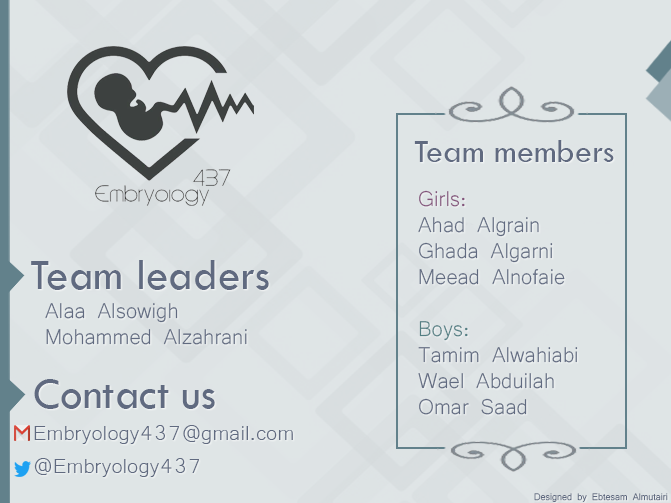 437
Embryology
Team leaders
Alaa Alsowigh
Mohammed Alzahrani
Contact us
Embryology437@gmail.com
@Embryology437
Team members
Girls:
Ahad Algrain
Ghada Algarni
Meead Alnofaie
Boys:
Tamim Alwahiabi
Wael Abduilah
Omar Saad
Designed by Ebtesam Almutairi